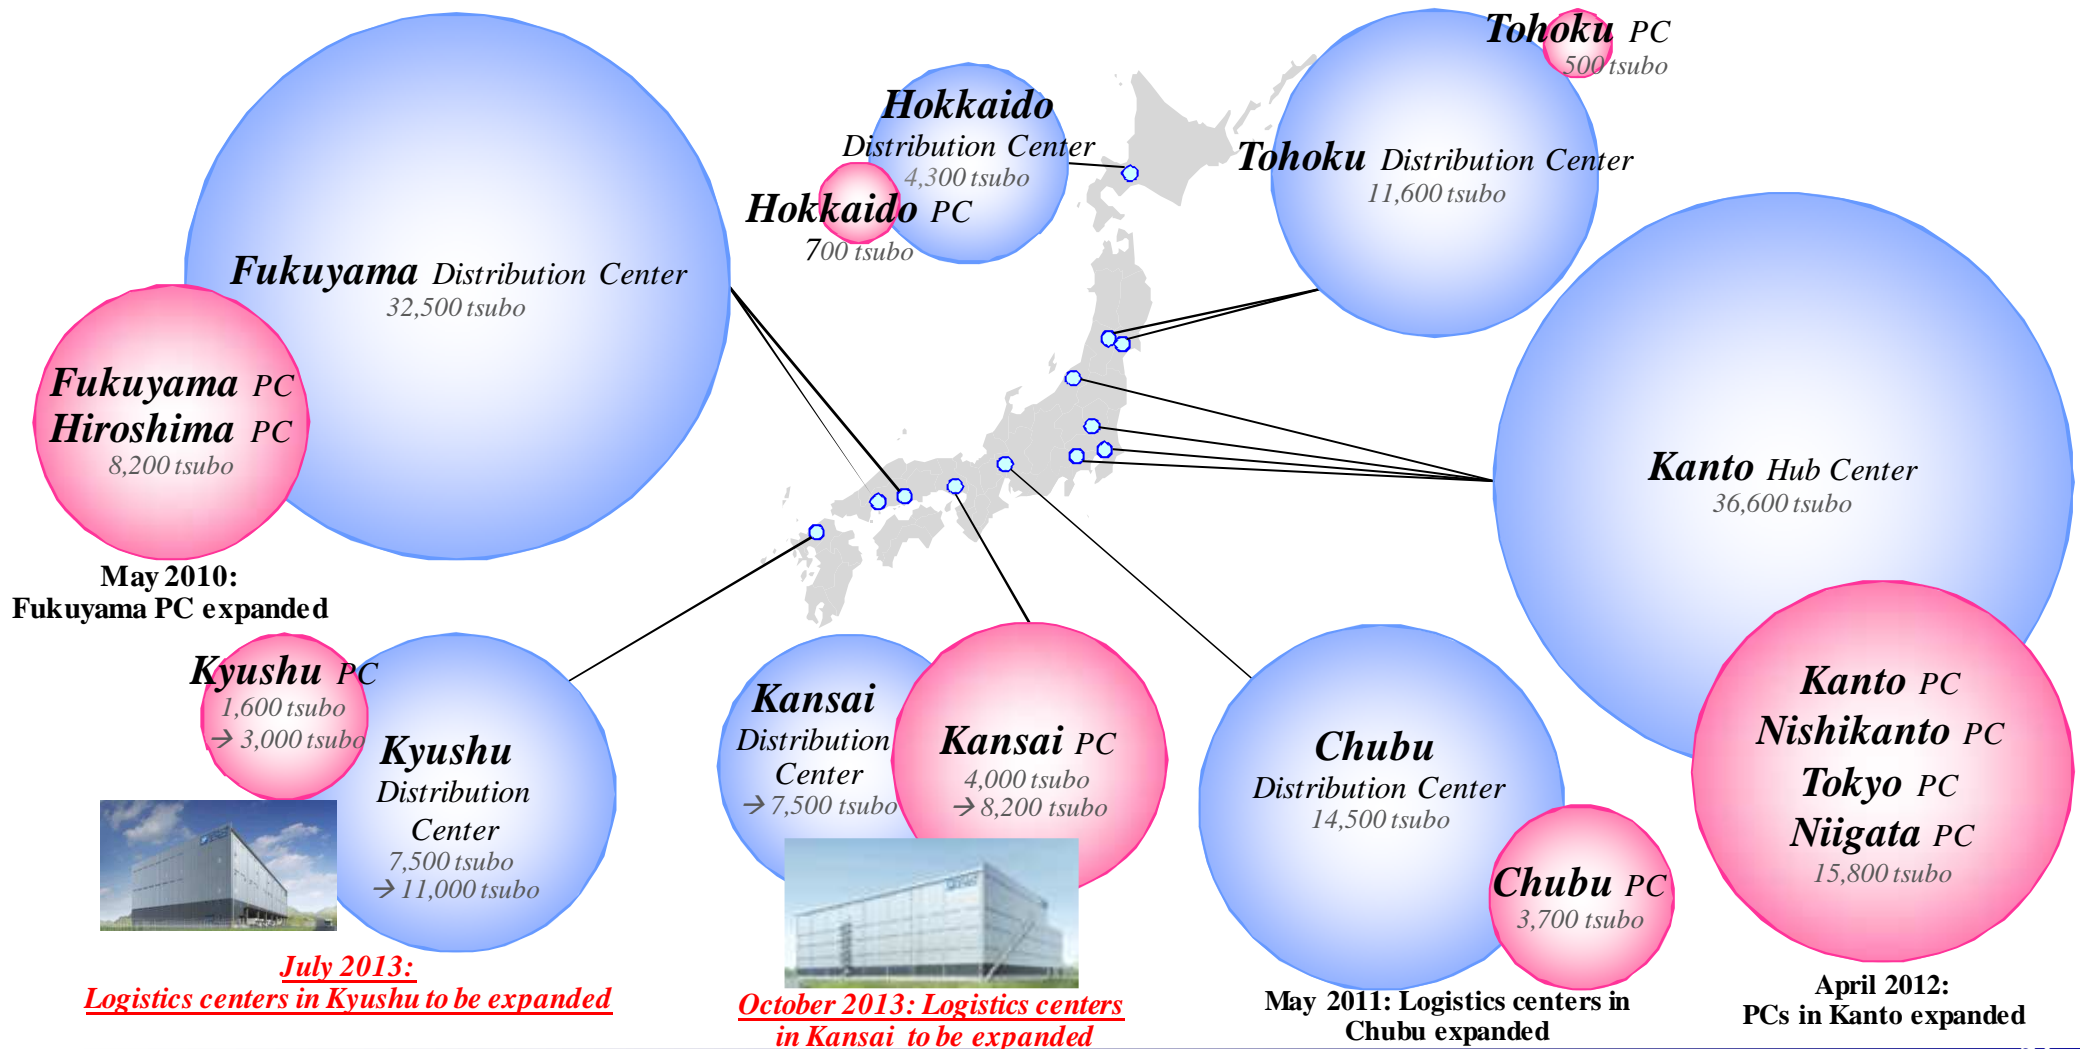 Fukuyama Distribution Center
32,500 tsubo
Fukuyama PC
Hiroshima PC
8,200 tsubo
May 2010:
Fukuyama PC expanded
Hokkaido
Distribution Center
4,300 tsubo
Hokkaido PC
700 tsubo
Tohoku PC
500 tsubo
Tohoku Distribution Center
11,600 tsubo
Kanto Hub Center
36,600 tsubo
Kanto PC
Nishikanto PC
Tokyo PC
Niigata PC
15,800 tsubo
April 2012:
PCs in Kanto expanded
Kyushu PC
1,600 tsubo
→ 3,000 tsubo
Kyushu
Distribution
Center
7,500 tsubo
→ 11,000 tsubo
July 2013:
Logistics centers in Kyushu to be expanded
Kansai
Distribution
Center
→ 7,500 tsubo
Kansai PC
4,000 tsubo
→ 8,200 tsubo
October 2013: Logistics centers
in Kansai to be expanded
Chubu
Distribution Center
14,500 tsubo
Chubu PC
3,700 tsubo
May 2011: Logistics centers in
Chubu expanded